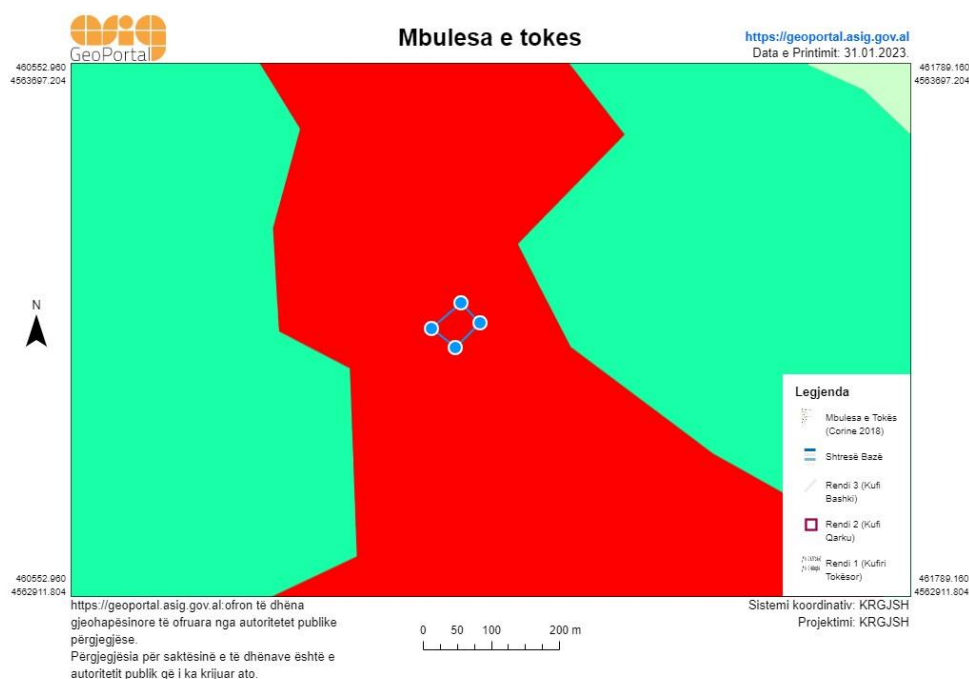 asig
GeoPortal
Mbulesa e tokes
https://geoportal.asig.gov.al
Data e Printimit: 31.01.2023.
460552.960
4563697.204
461789.160
4563697.204
N
Legjenda
Mbulesa e Tokës
(Corine 2018)
Shtresë Bazë
Rendi 3 (Kufi
Bashki)
Rendi 2 (Kufi
Qarku)
Rendi 1 (Kufiri
Tokësor)
460552.960
4562911.804
461789.160
4562911.804
https://geoportal.asig.gov.al:ofron të dhëna
gjeohapësinore të ofruara nga autoritetet publike
përgjegjëse.
Përgjegjësia për saktësinë e të dhënave është e
autoritetit publik që i ka krijuar ato.
0 50 100 200 m
Sistemi koordinativ: KRGJSH
Projektimi: KRGJSH